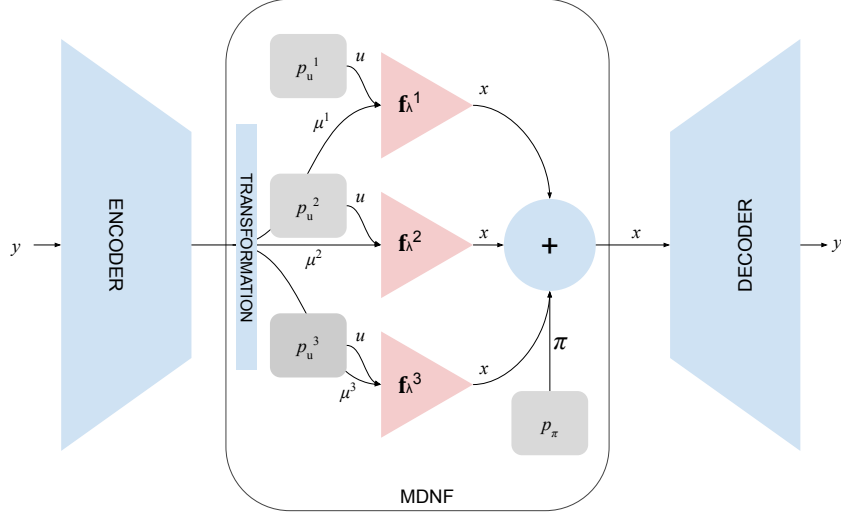 y
ENCODER
TRANSFORMATION
p_u^1
u
μ^1
f_λ^1
x
p_u^2
u
μ^2
f_λ^2
x
p_u^3
u
μ^3
f_λ^3
x
+
π
p_π
x
DECODER
y
MDNF